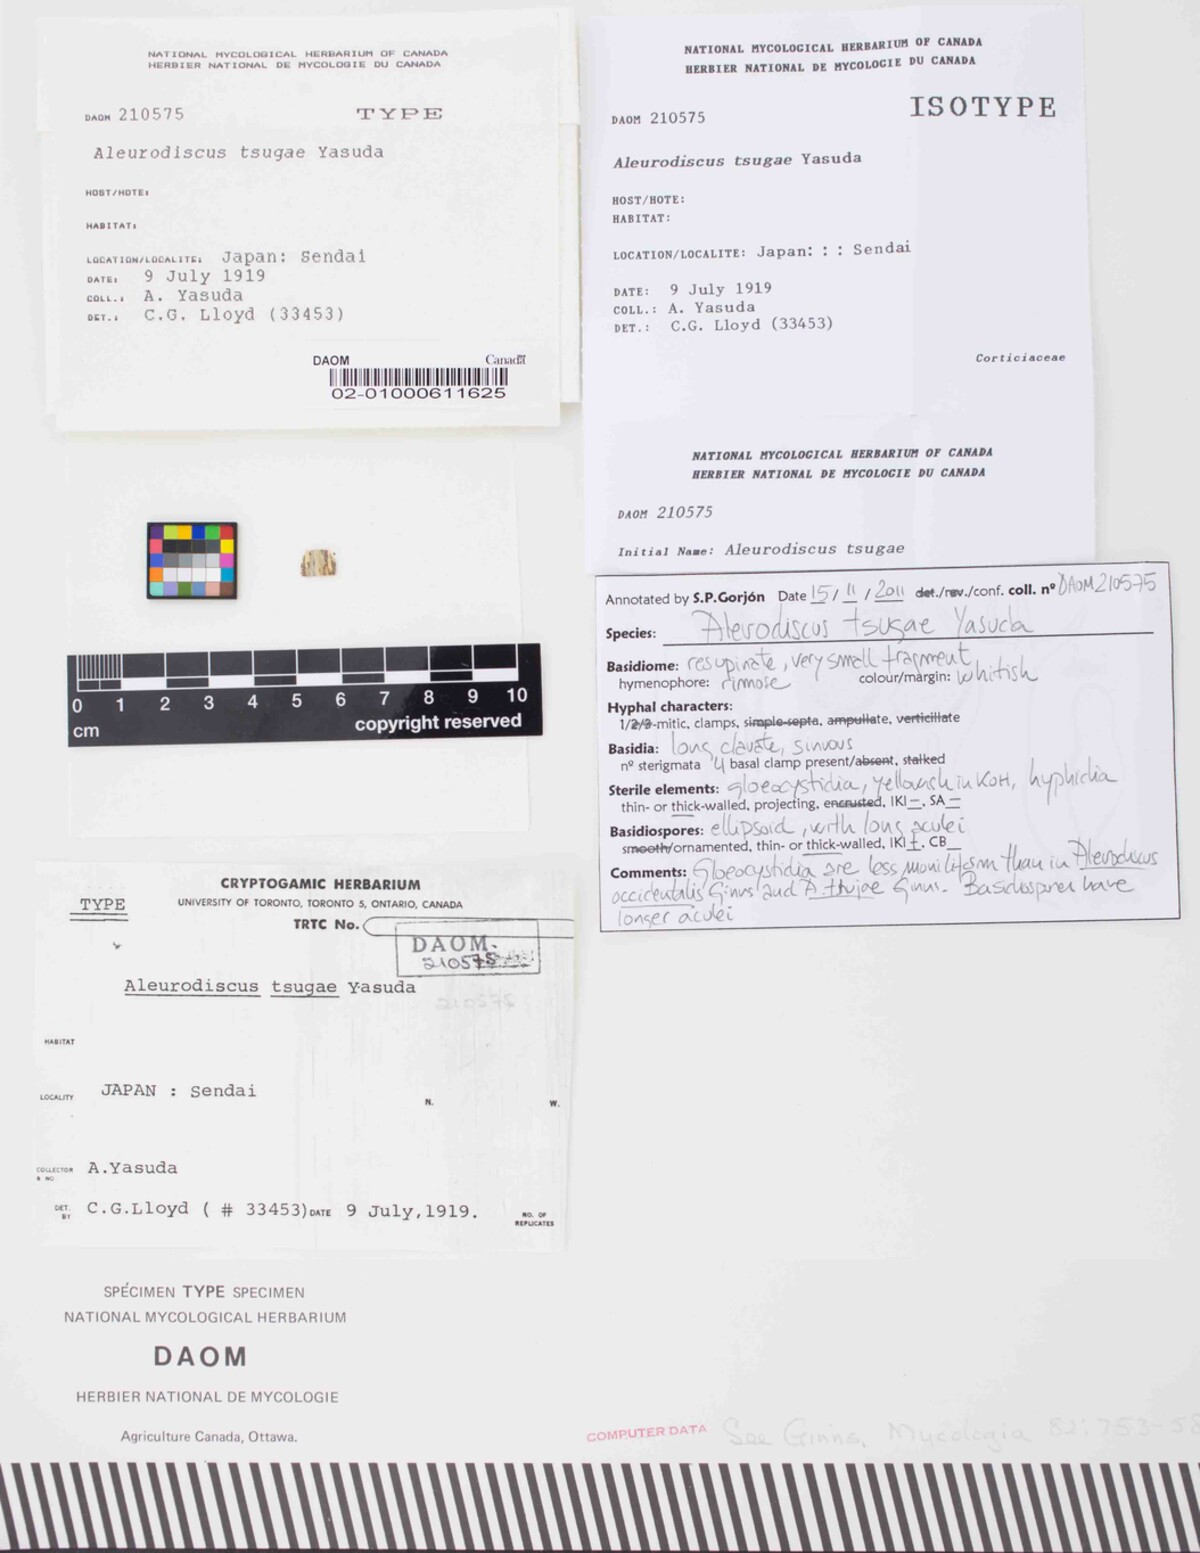 NATIONAL MYCOLOGICAL HERBARIUM OF CANADA
HERBIER NATIONAL DE MYCOLOGIE DU CANADA
DAOM 210575 TYPE
Aleurodiscus tsugae Yasuda
HOST/HOTE:
HABITAT:
LOCATION/LOCALITE: Japan: Sendai
DATE: 9 July 1919
COLL.: A. Yasuda
DET.: C.G. Lloyd (33453)
DAOM Canada
02-01000611625
NATIONAL MYCOLOGICAL HERBARIUM OF CANADA
HERBIER NATIONAL DE MYCOLOGIE DU CANADA
ISOTYPE
DAOM 210575
Aleurodiscus tsugae Yasuda
HOST/HOTE:
HABITAT:
LOCATION/LOCALITE: Japan: : : Sendai
DATE: 9 July 1919
COLL.: A. Yasuda
DET.: C.G. Lloyd (33453)
Corticiaceae
NATIONAL MYCOLOGICAL HERBARIUM OF CANADA
HERBIER NATIONAL DE MYCOLOGIE DU CANADA
DAOM 210575
Initial Name: Aleurodiscus tsugae
Annotated by S.P.Gorjón Date 15/11/2011 det./rev./conf. coll. nº DAOM210575
Species: Aleurodiscus tsugae Yasuda
Basidiome: resupinate, very small fragment
hymenophore: rimose colour/margin: whitish
Hyphal characters:
1/2/3-mitic, clamps, simple-septa, ampullate, verticillate
Basidia: long clavate, sinuous
nº sterigmata 4 basal clamp present/absent, stalked
Sterile elements: gloeocystidia, yellowish in KOH, hyphidia
thin- or thick-walled, projecting, encrusted, IKI –, SA –
Basidiospores: ellipsoid, with long aculei
smooth/ornamented, thin- or thick-walled, IKI +, CB
Comments: Gloeocystidia are less moniliform than in Aleurodiscus
occidentalis Ginns and A. thujae Ginns. Basidiospores have
longer aculei
0 1 2 3 4 5 6 7 8 9 10
cm copyright reserved
CRYPTOGAMIC HERBARIUM
TYPE UNIVERSITY OF TORONTO, TORONTO 5, ONTARIO, CANADA
TRTC No.
DAOM.
210575
Aleurodiscus tsugae Yasuda
210575
HABITAT
LOCALITY JAPAN : Sendai
N. W.
COLLECTOR & NO A.Yasuda
DET. BY C.G.Lloyd ( # 33453) DATE 9 July,1919. NO. OF REPLICATES
SPÉCIMEN TYPE SPECIMEN
NATIONAL MYCOLOGICAL HERBARIUM
DAOM
HERBIER NATIONAL DE MYCOLOGIE
Agriculture Canada, Ottawa.
COMPUTER DATA See Ginns, Mycologia 82:753-58